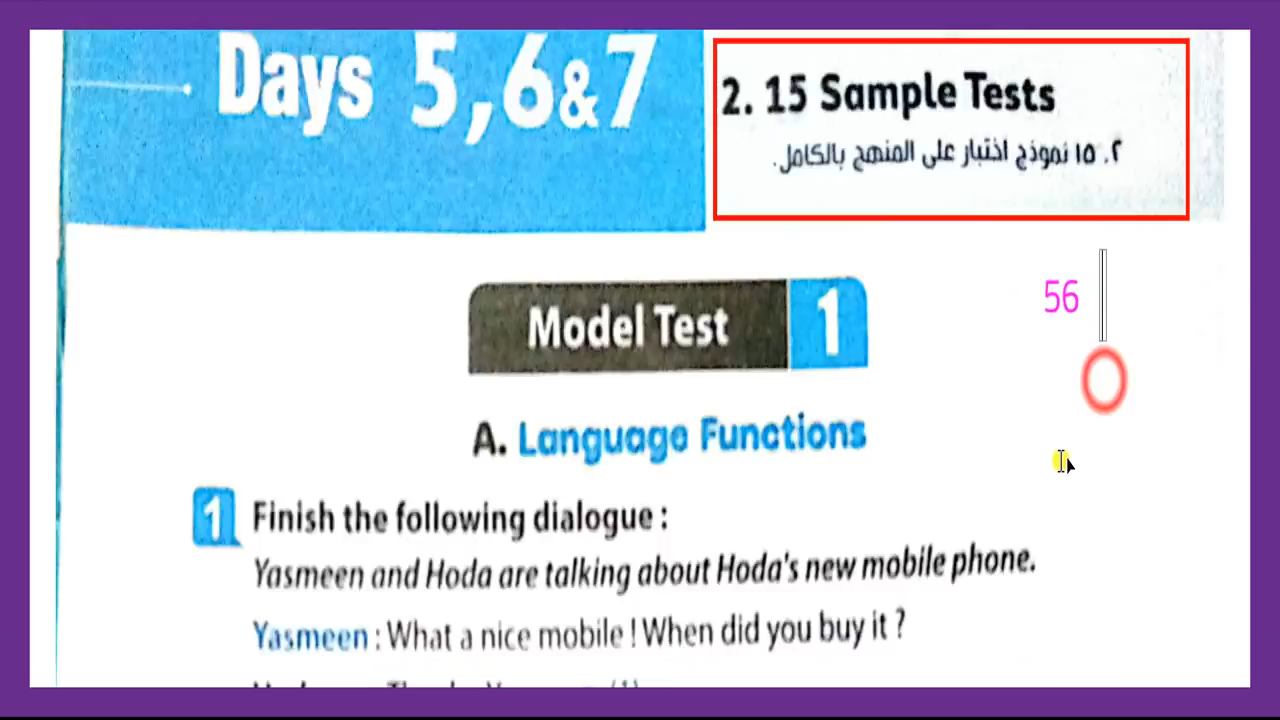 Days 5,6&7
2. 15 Sample Tests
٢. ١٥ نموذج اختبار على المنهج بالكامل.
56
Model Test 1
A. Language Functions
1 Finish the following dialogue :
Yasmeen and Hoda are talking about Hoda's new mobile phone.
Yasmeen : What a nice mobile ! When did you buy it ?